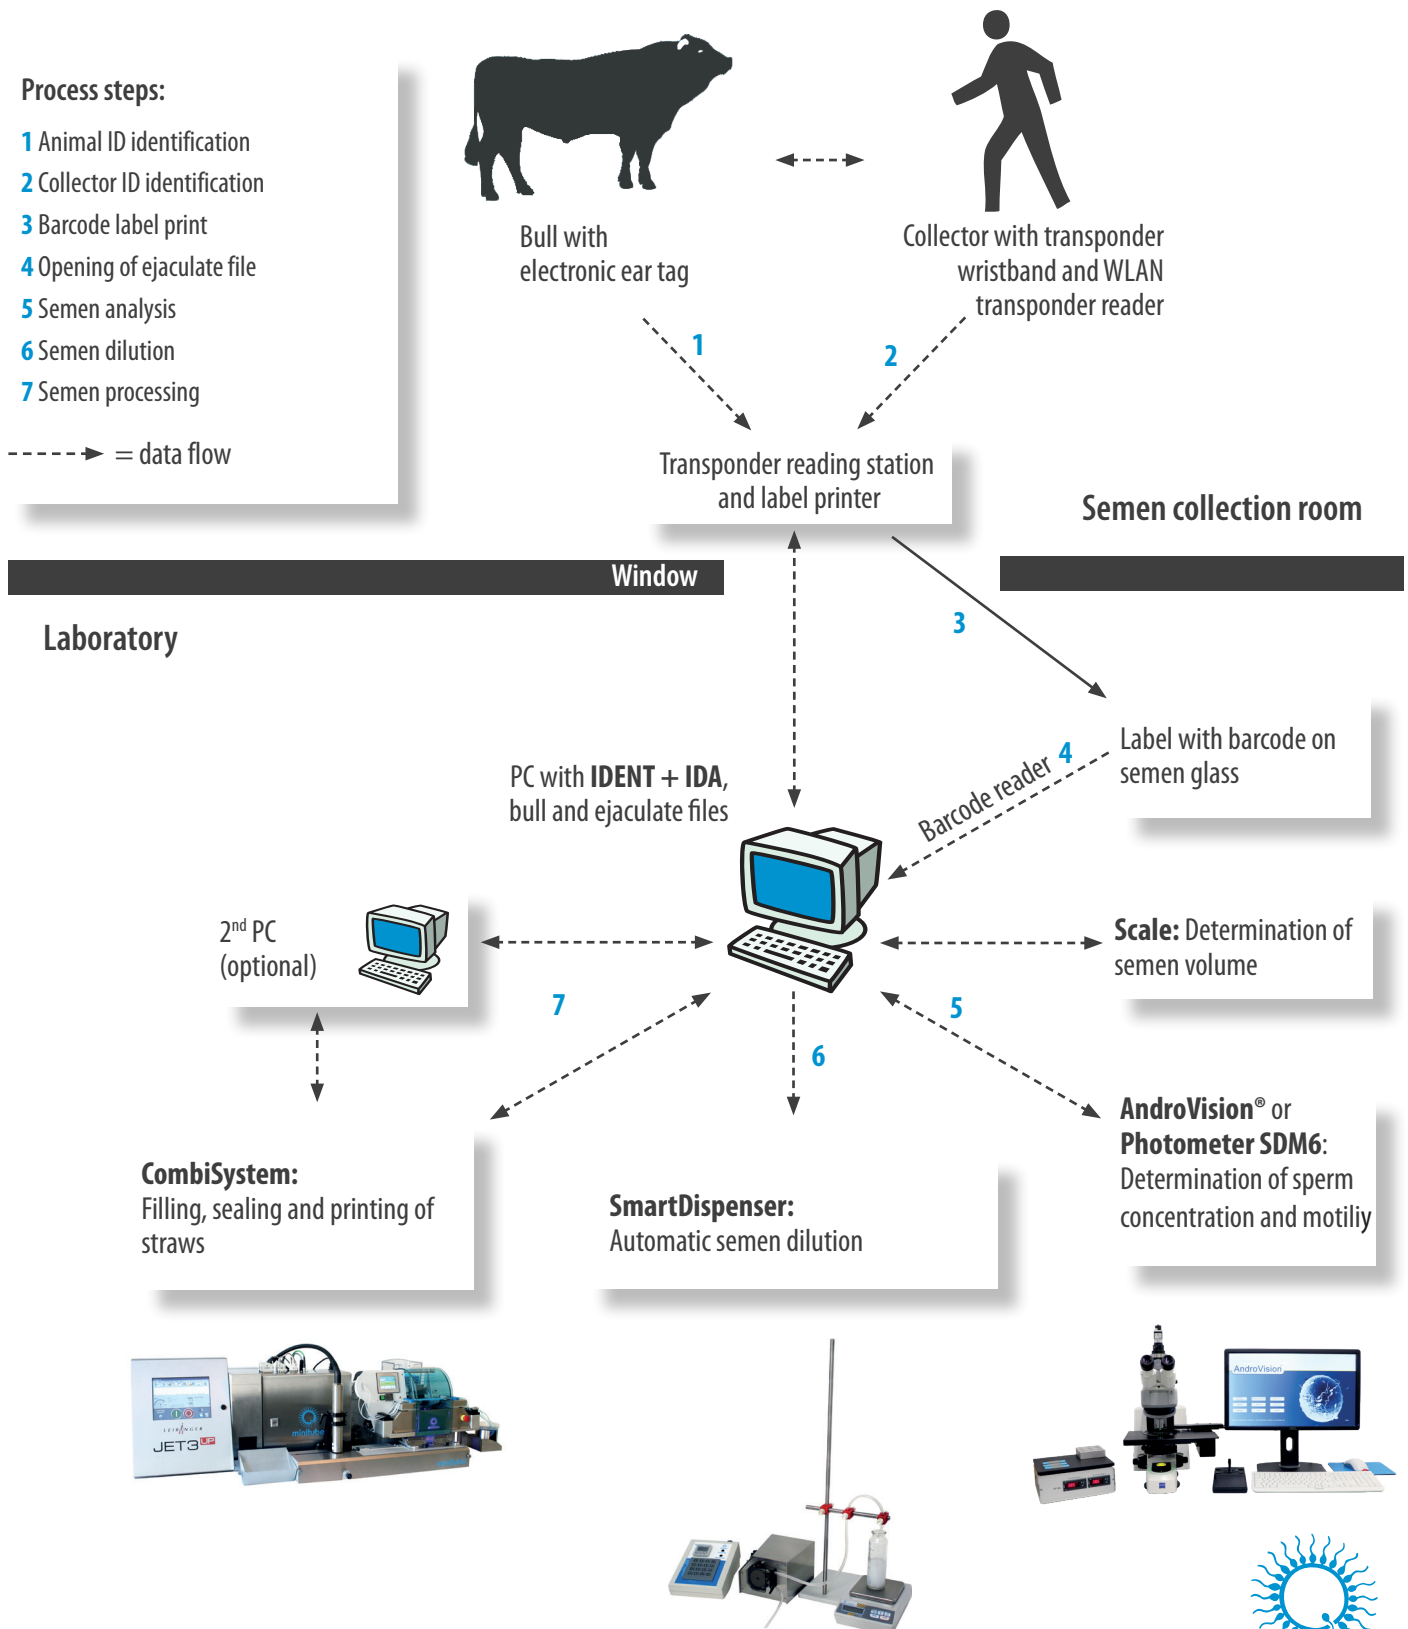 Process steps:
1 Animal ID identification
2 Collector ID identification
3 Barcode label print
4 Opening of ejaculate file
5 Semen analysis
6 Semen dilution
7 Semen processing
= data flow
Bull with
electronic ear tag
Collector with transponder
wristband and WLAN
transponder reader
1
2
Transponder reading station
and label printer
Semen collection room
Window
Laboratory
3
Label with barcode on
semen glass
4
Barcode reader
PC with IDENT + IDA,
bull and ejaculate files
2nd PC
(optional)
Scale: Determination of
semen volume
7
6
5
CombiSystem:
Filling, sealing and printing of
straws
SmartDispenser:
Automatic semen dilution
AndroVision® or
Photometer SDM6:
Determination of sperm
concentration and motiliy
LEIBINGER
JET3UP
minitube
AndroVision